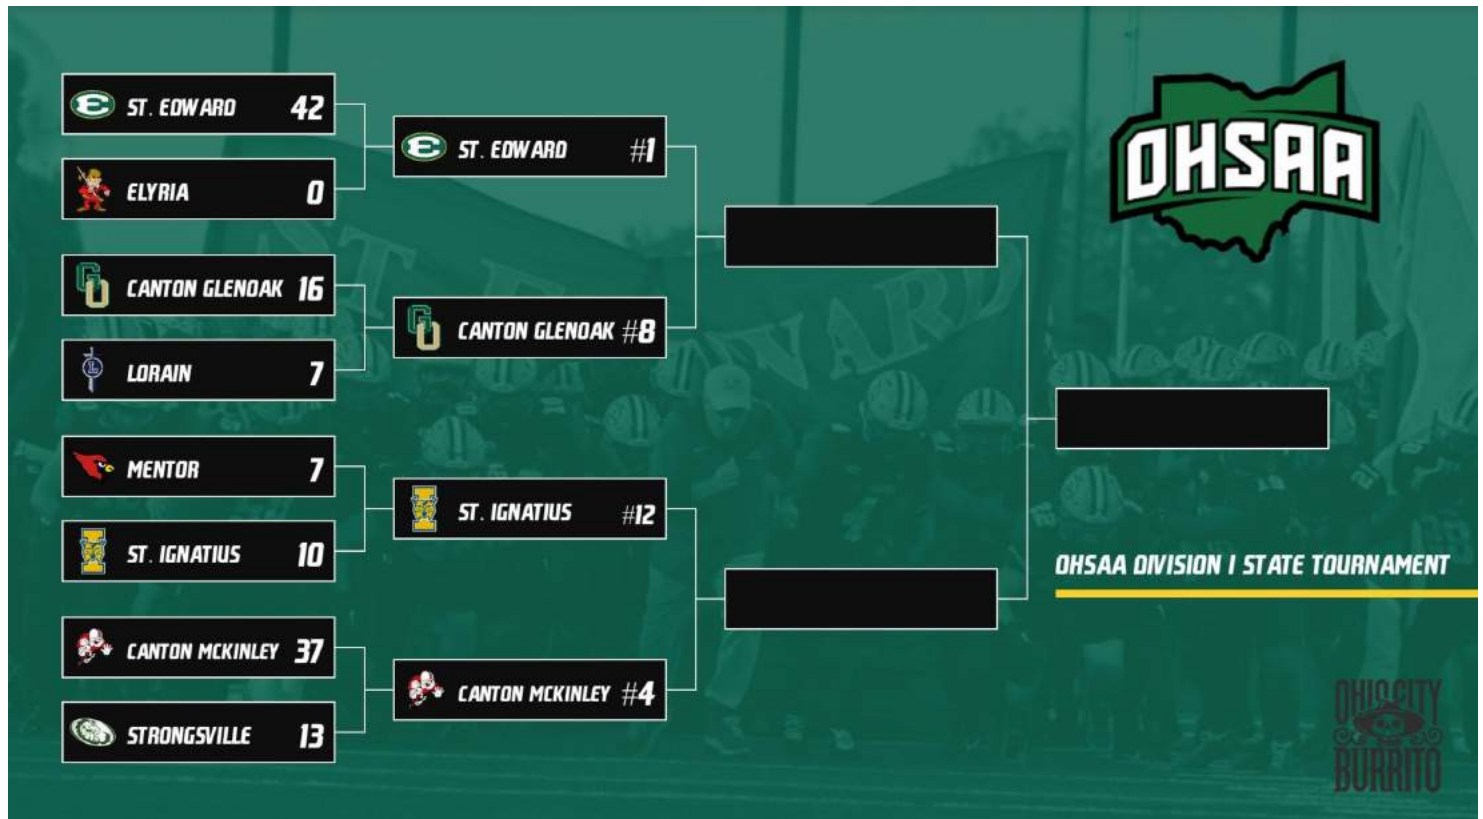 ST. EDWARD 42
ELYRIA 0
CANTON GLENOAK 16
LORAIN 7
MENTOR 7
ST. IGNATIUS 10
CANTON MCKINLEY 37
STRONGSVILLE 13
ST. EDWARD #1
CANTON GLENOAK #8
ST. IGNATIUS #12
CANTON MCKINLEY #4
ST. EDWARD
OHSAA
OHSAA DIVISION I STATE TOURNAMENT
OHIO CITY
BURRITO